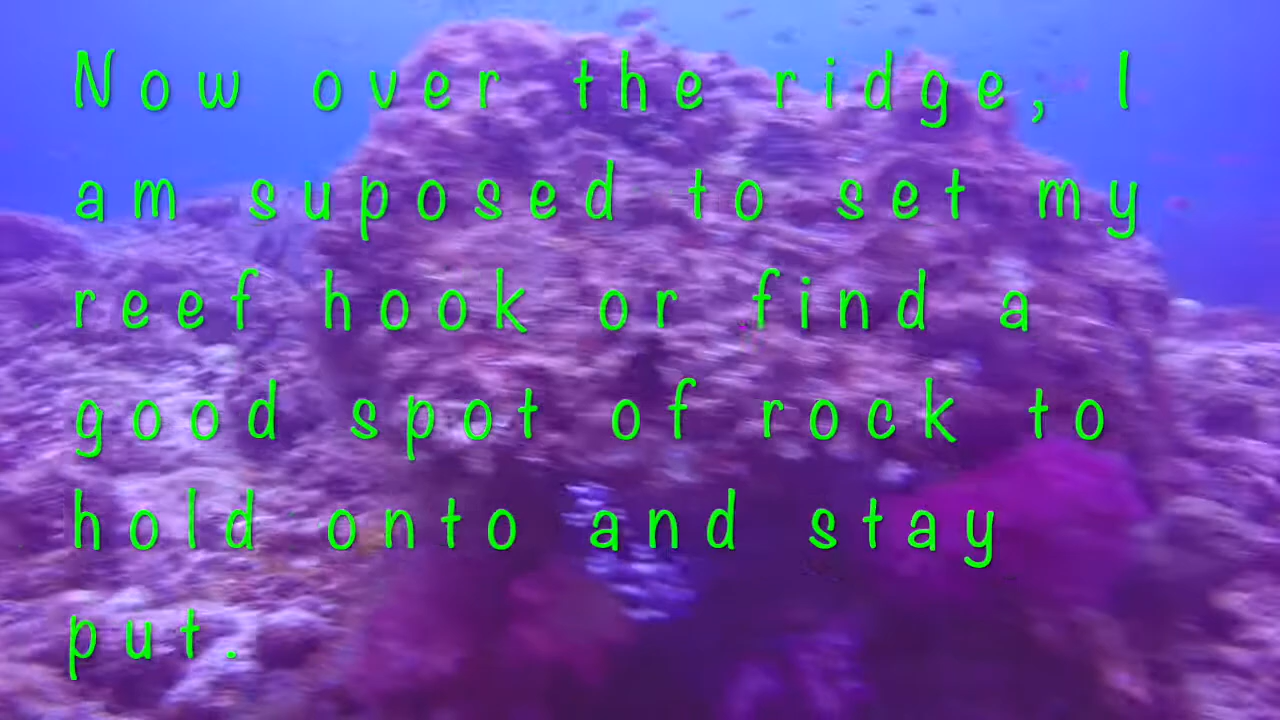 Now over the ridge, I
am suposed to set my
reef hook or find a
good spot of rock to
hold onto and stay
put.